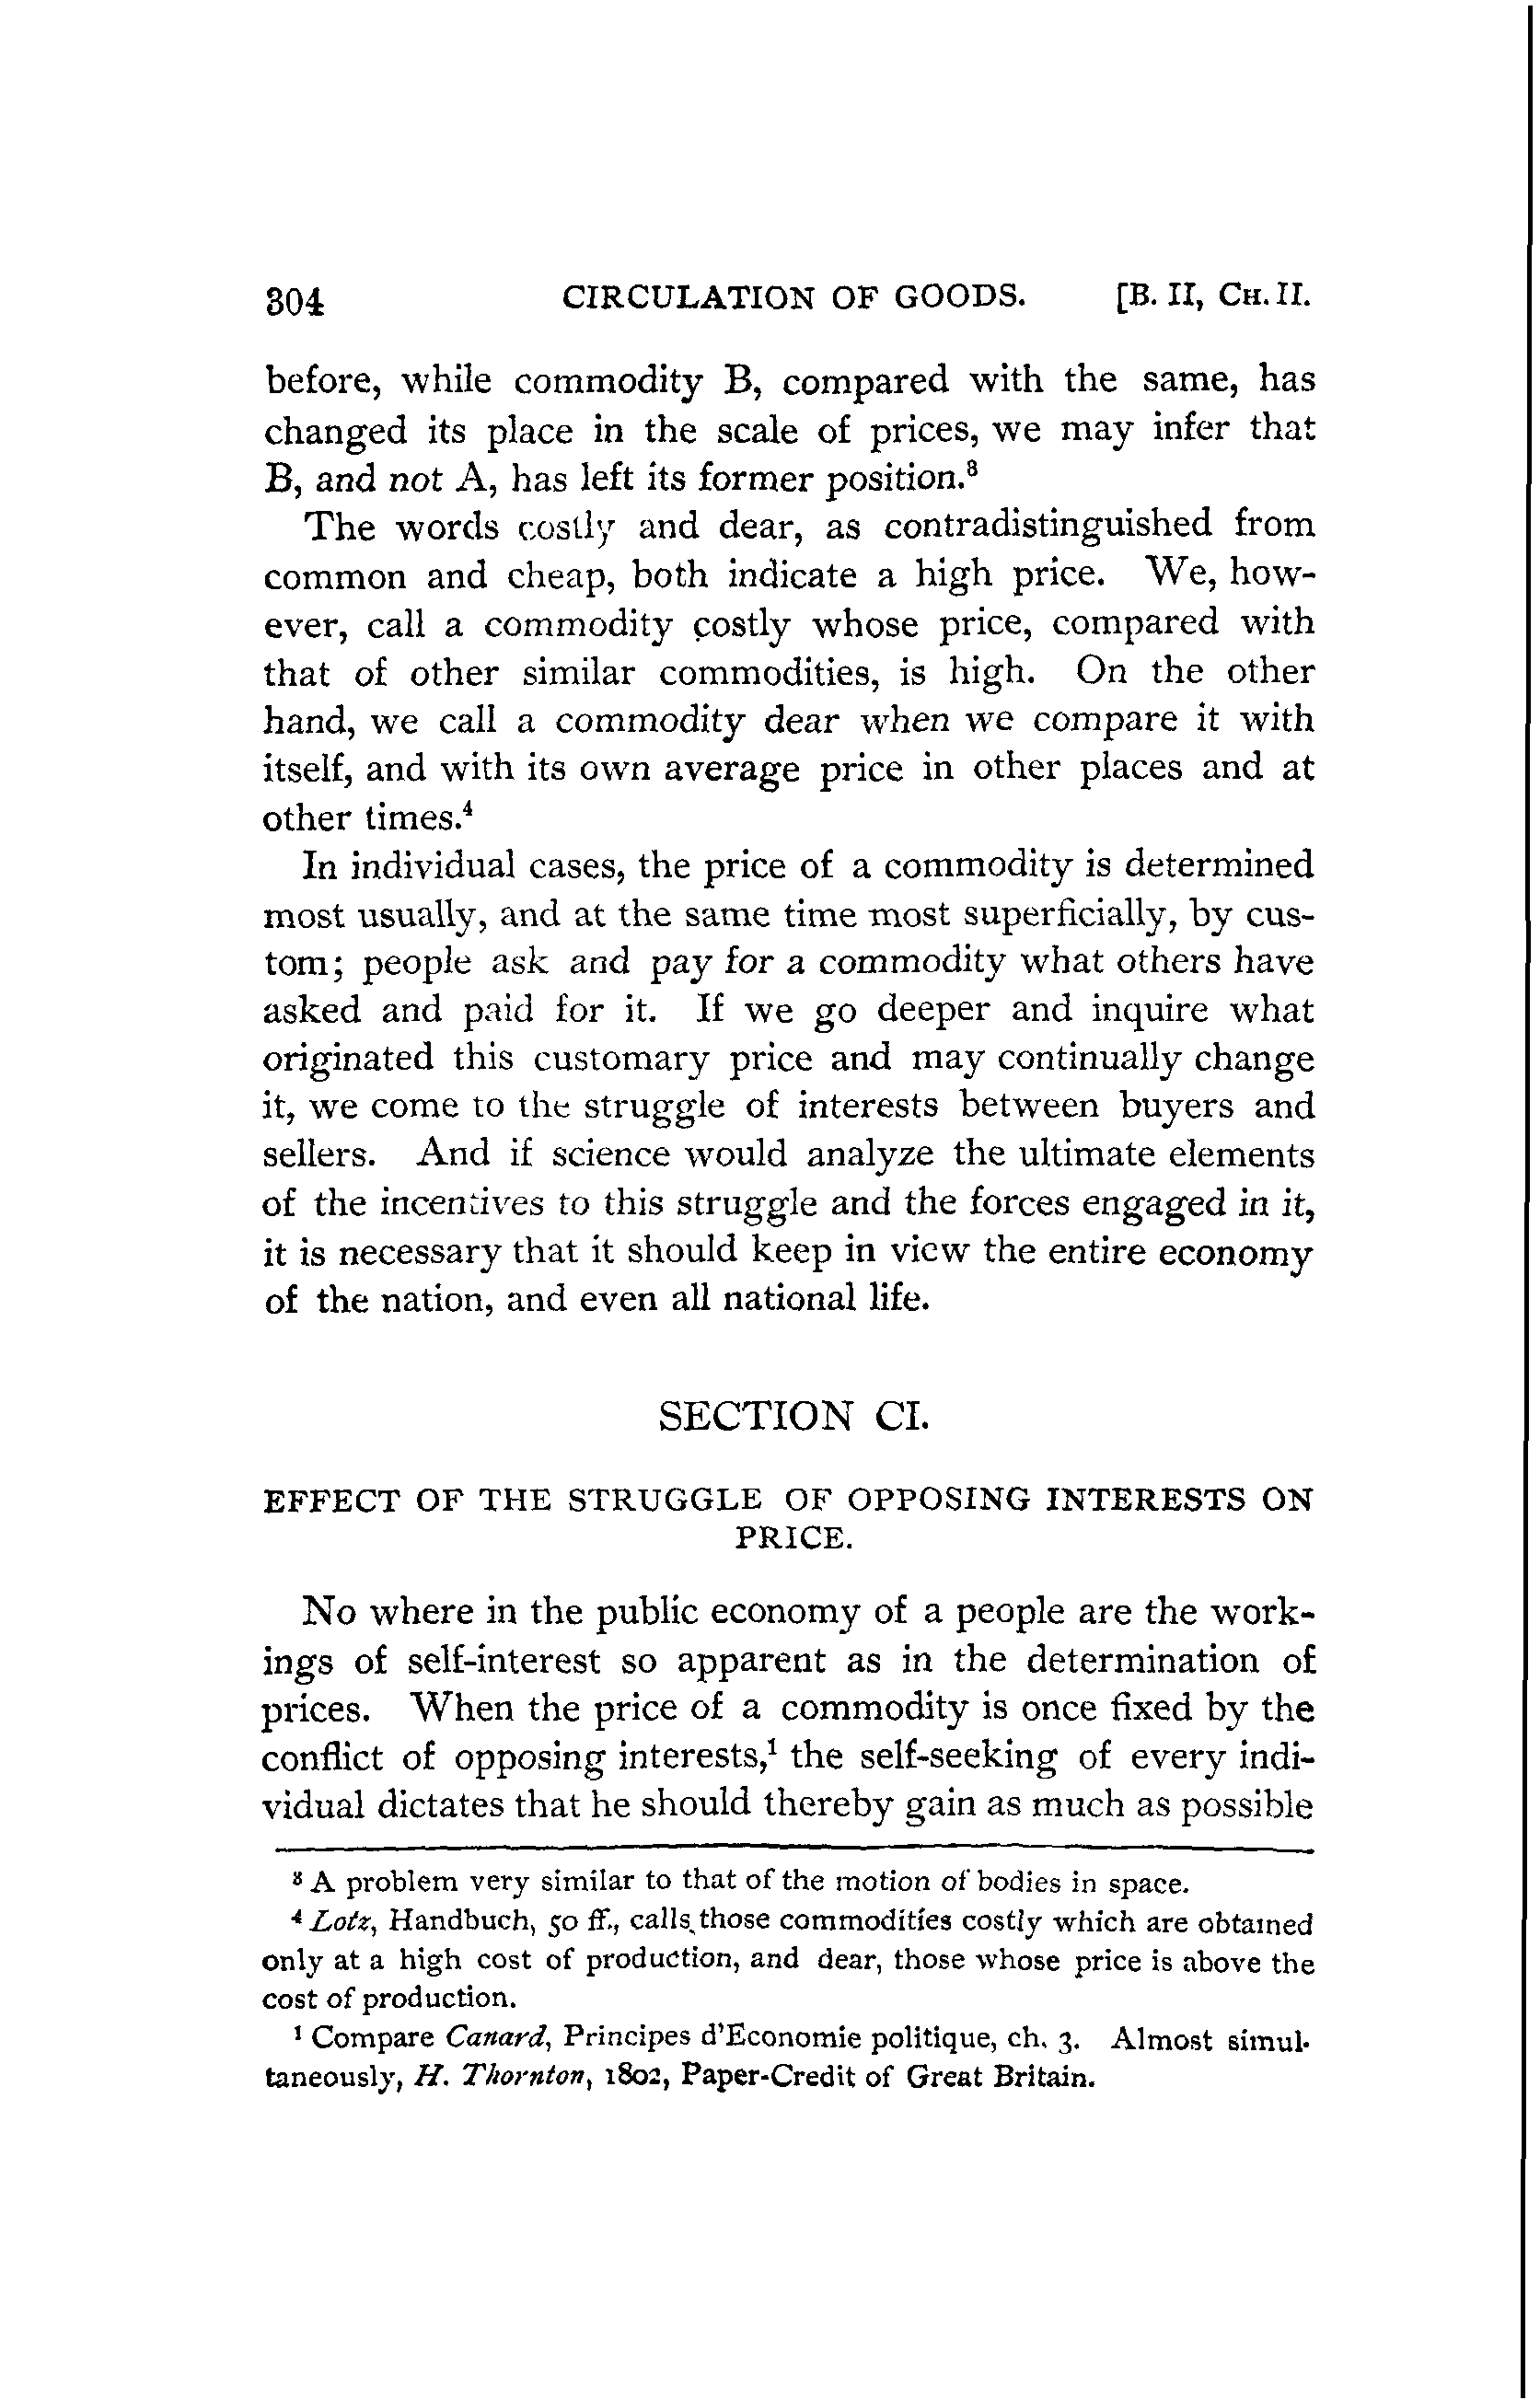 304 CIRCULATION OF GOODS. [B. II, CH. II.
before, while commodity B, compared with the same, has
changed its place in the scale of prices, we may infer that
B, and not A, has left its former position.³
The words costly and dear, as contradistinguished from
common and cheap, both indicate a high price. We, how-
ever, call a commodity costly whose price, compared with
that of other similar commodities, is high. On the other
hand, we call a commodity dear when we compare it with
itself, and with its own average price in other places and at
other times.⁴
In individual cases, the price of a commodity is determined
most usually, and at the same time most superficially, by cus-
tom; people ask and pay for a commodity what others have
asked and paid for it. If we go deeper and inquire what
originated this customary price and may continually change
it, we come to the struggle of interests between buyers and
sellers. And if science would analyze the ultimate elements
of the incentives to this struggle and the forces engaged in it,
it is necessary that it should keep in view the entire economy
of the nation, and even all national life.
SECTION CI.
EFFECT OF THE STRUGGLE OF OPPOSING INTERESTS ON
PRICE.
No where in the public economy of a people are the work-
ings of self-interest so apparent as in the determination of
prices. When the price of a commodity is once fixed by the
conflict of opposing interests,¹ the self-seeking of every indi-
vidual dictates that he should thereby gain as much as possible
³ A problem very similar to that of the motion of bodies in space.
⁴ Lotz, Handbuch, 50 ff., calls those commodities costly which are obtained
only at a high cost of production, and dear, those whose price is above the
cost of production.
¹ Compare Canard, Principes d'Economie politique, ch. 3. Almost simul-
taneously, H. Thornton, 1802, Paper-Credit of Great Britain.